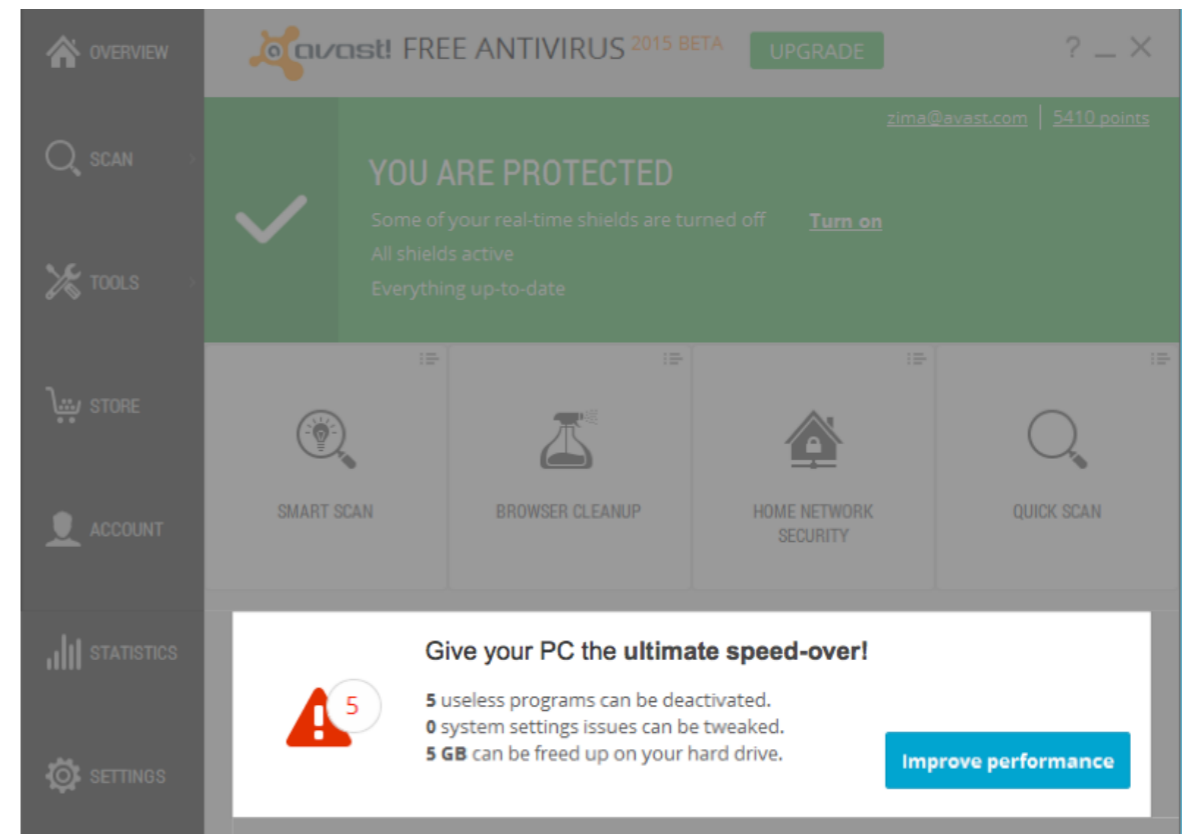 OVERVIEW
avast! FREE ANTIVIRUS 2015 BETA
UPGRADE
? _ X
zima@avast.com | 5410 points
SCAN
YOU ARE PROTECTED
Some of your real-time shields are turned off Turn on
All shields active
Everything up-to-date
TOOLS
STORE
SMART SCAN
BROWSER CLEANUP
HOME NETWORK
SECURITY
QUICK SCAN
ACCOUNT
STATISTICS
SETTINGS
5
Give your PC the ultimate speed-over!
5 useless programs can be deactivated.
0 system settings issues can be tweaked.
5 GB can be freed up on your hard drive.
Improve performance